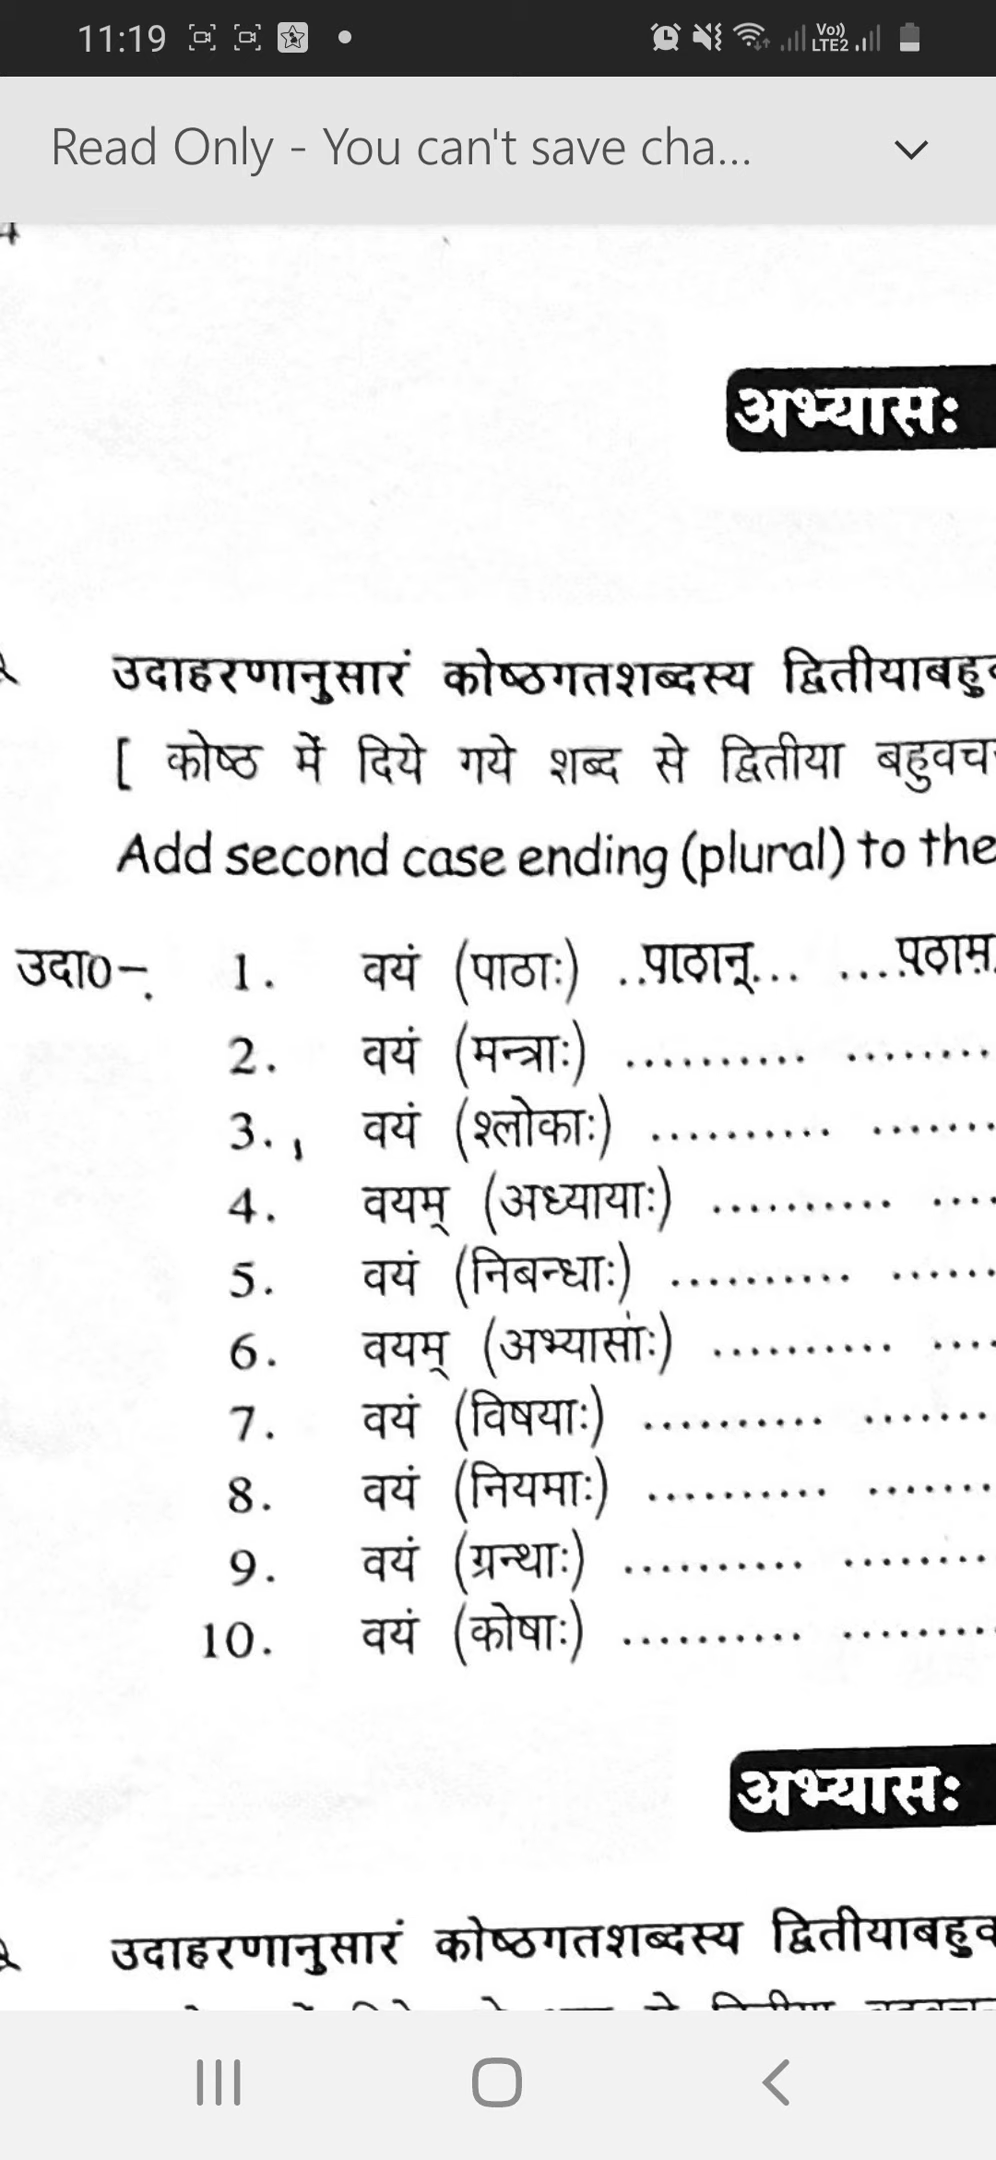 11:19 Vo)) LTE2
Read Only - You can't save cha...
4
अभ्यासः
उदाहरणानुसारं कोष्ठगतशब्दस्य द्वितीयाबहु
[ कोष्ठ में दिये गये शब्द से द्वितीया बहुवच
Add second case ending (plural) to the
उदा०– 1. वयं (पाठाः) ..पाठान्... ....पठाम
2. वयं (मन्त्राः) .......... ........
3. वयं (श्लोकाः) .......... .......
4. वयम् (अध्यायाः) .......... ....
5. वयं (निबन्धाः) .......... ......
6. वयम् (अभ्यासाः) .......... ....
7. वयं (विषयाः) .......... .......
8. वयं (नियमाः) .......... .......
9. वयं (ग्रन्थाः) .......... ........
10. वयं (कोषाः) .......... .........
अभ्यासः
उदाहरणानुसारं कोष्ठगतशब्दस्य द्वितीयाबहुव